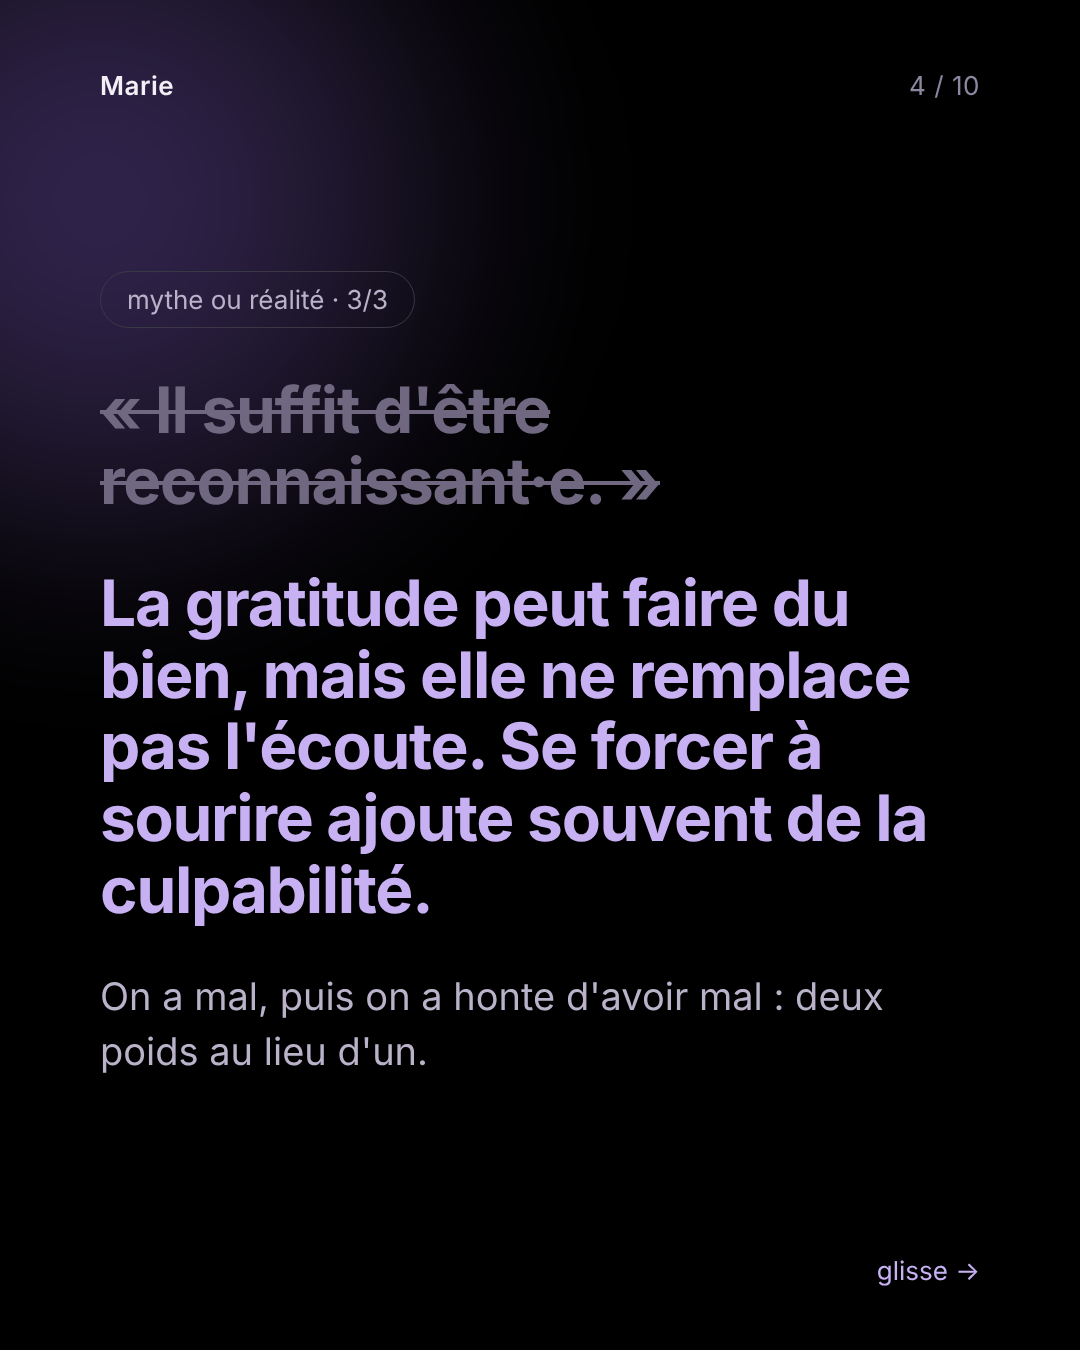 Marie
4 / 10
mythe ou réalité · 3/3
« Il suffit d'être
reconnaissant·e. »
La gratitude peut faire du
bien, mais elle ne remplace
pas l'écoute. Se forcer à
sourire ajoute souvent de la
culpabilité.
On a mal, puis on a honte d'avoir mal : deux
poids au lieu d'un.
glisse →